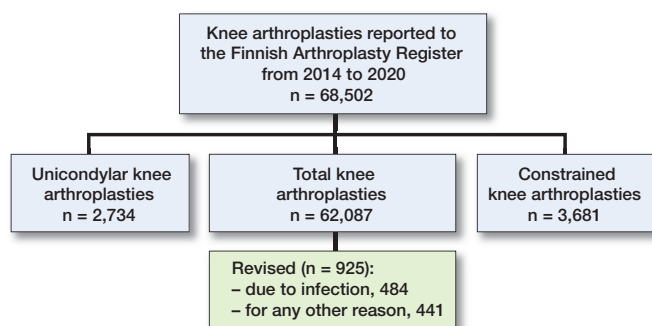 Knee arthroplasties reported to
the Finnish Arthroplasty Register
from 2014 to 2020
n = 68,502
Unicondylar knee
arthroplasties
n = 2,734
Total knee
arthroplasties
n = 62,087
Constrained
knee arthroplasties
n = 3,681
Revised (n = 925):
– due to infection, 484
– for any other reason, 441